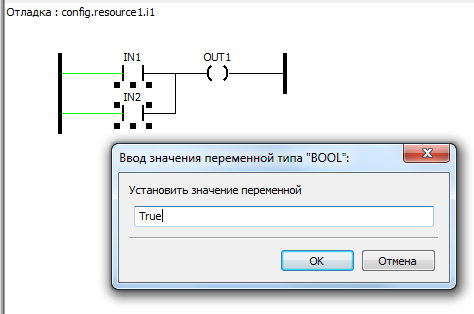 Отладка : config.resource1.i1
IN1
OUT1
IN2
Ввод значения переменной типа "BOOL":
Установить значение переменной
True
OK
Отмена